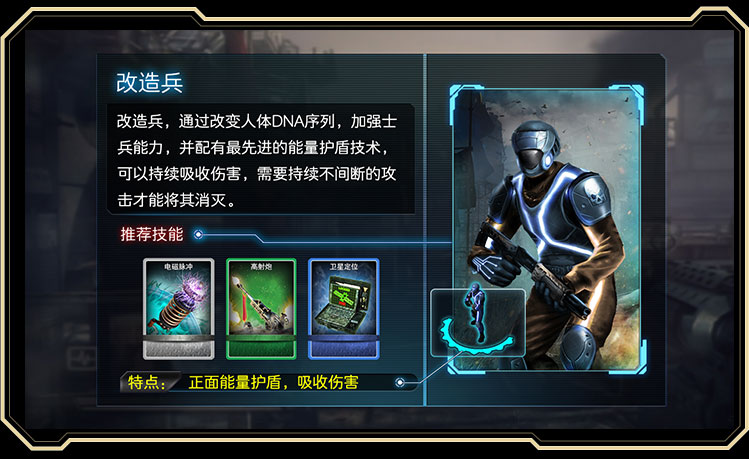 改造兵
改造兵，通过改变人体DNA序列，加强士
兵能力，并配有最先进的能量护盾技术，
可以持续吸收伤害，需要持续不间断的攻
击才能将其消灭。
推荐技能
电磁脉冲
高射炮
卫星定位
特点： 正面能量护盾，吸收伤害